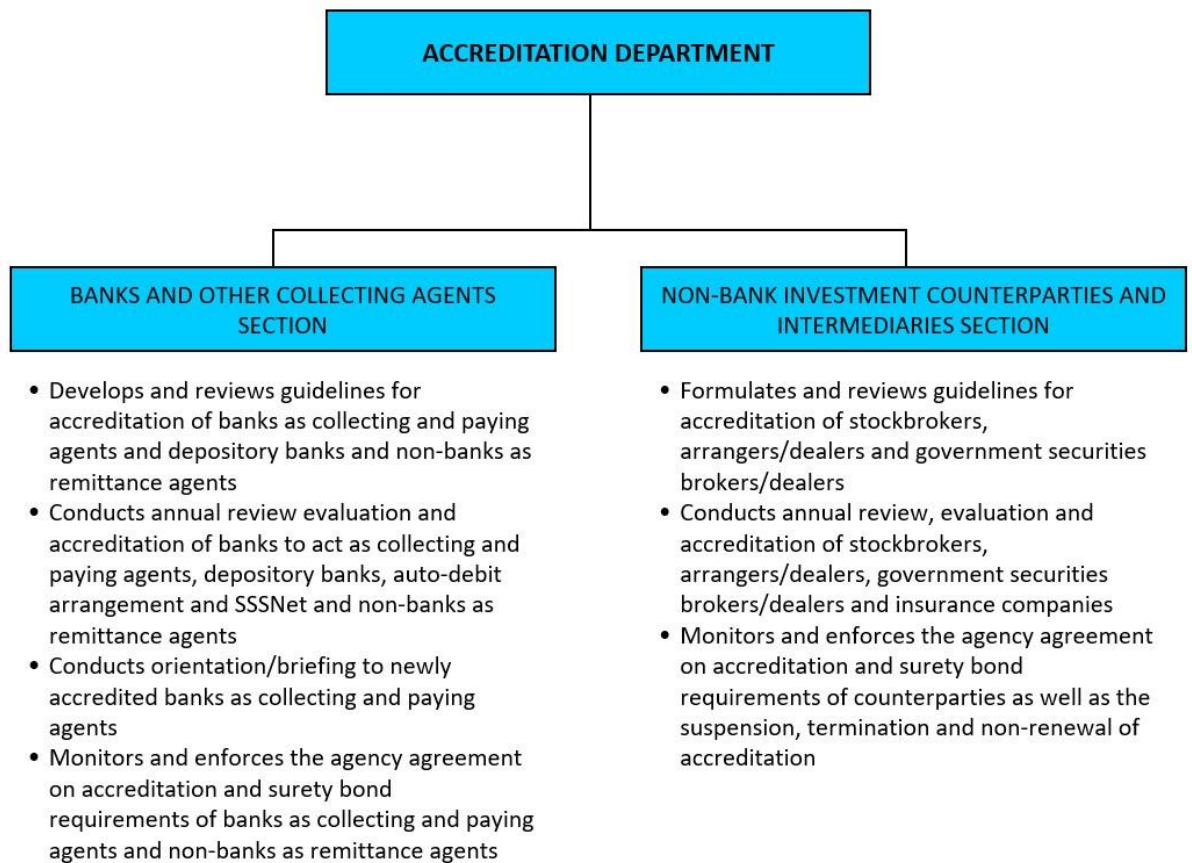 ACCREDITATION DEPARTMENT
BANKS AND OTHER COLLECTING AGENTS
SECTION
• Develops and reviews guidelines for
accreditation of banks as collecting and paying
agents and depository banks and non-banks as
remittance agents
• Conducts annual review evaluation and
accreditation of banks to act as collecting and
paying agents, depository banks, auto-debit
arrangement and SSSNet and non-banks as
remittance agents
• Conducts orientation/briefing to newly
accredited banks as collecting and paying
agents
• Monitors and enforces the agency agreement
on accreditation and surety bond
requirements of banks as collecting and paying
agents and non-banks as remittance agents
NON-BANK INVESTMENT COUNTERPARTIES AND
INTERMEDIARIES SECTION
• Formulates and reviews guidelines for
accreditation of stockbrokers,
arrangers/dealers and government securities
brokers/dealers
• Conducts annual review, evaluation and
accreditation of stockbrokers,
arrangers/dealers, government securities
brokers/dealers and insurance companies
• Monitors and enforces the agency agreement
on accreditation and surety bond
requirements of counterparties as well as the
suspension, termination and non-renewal of
accreditation